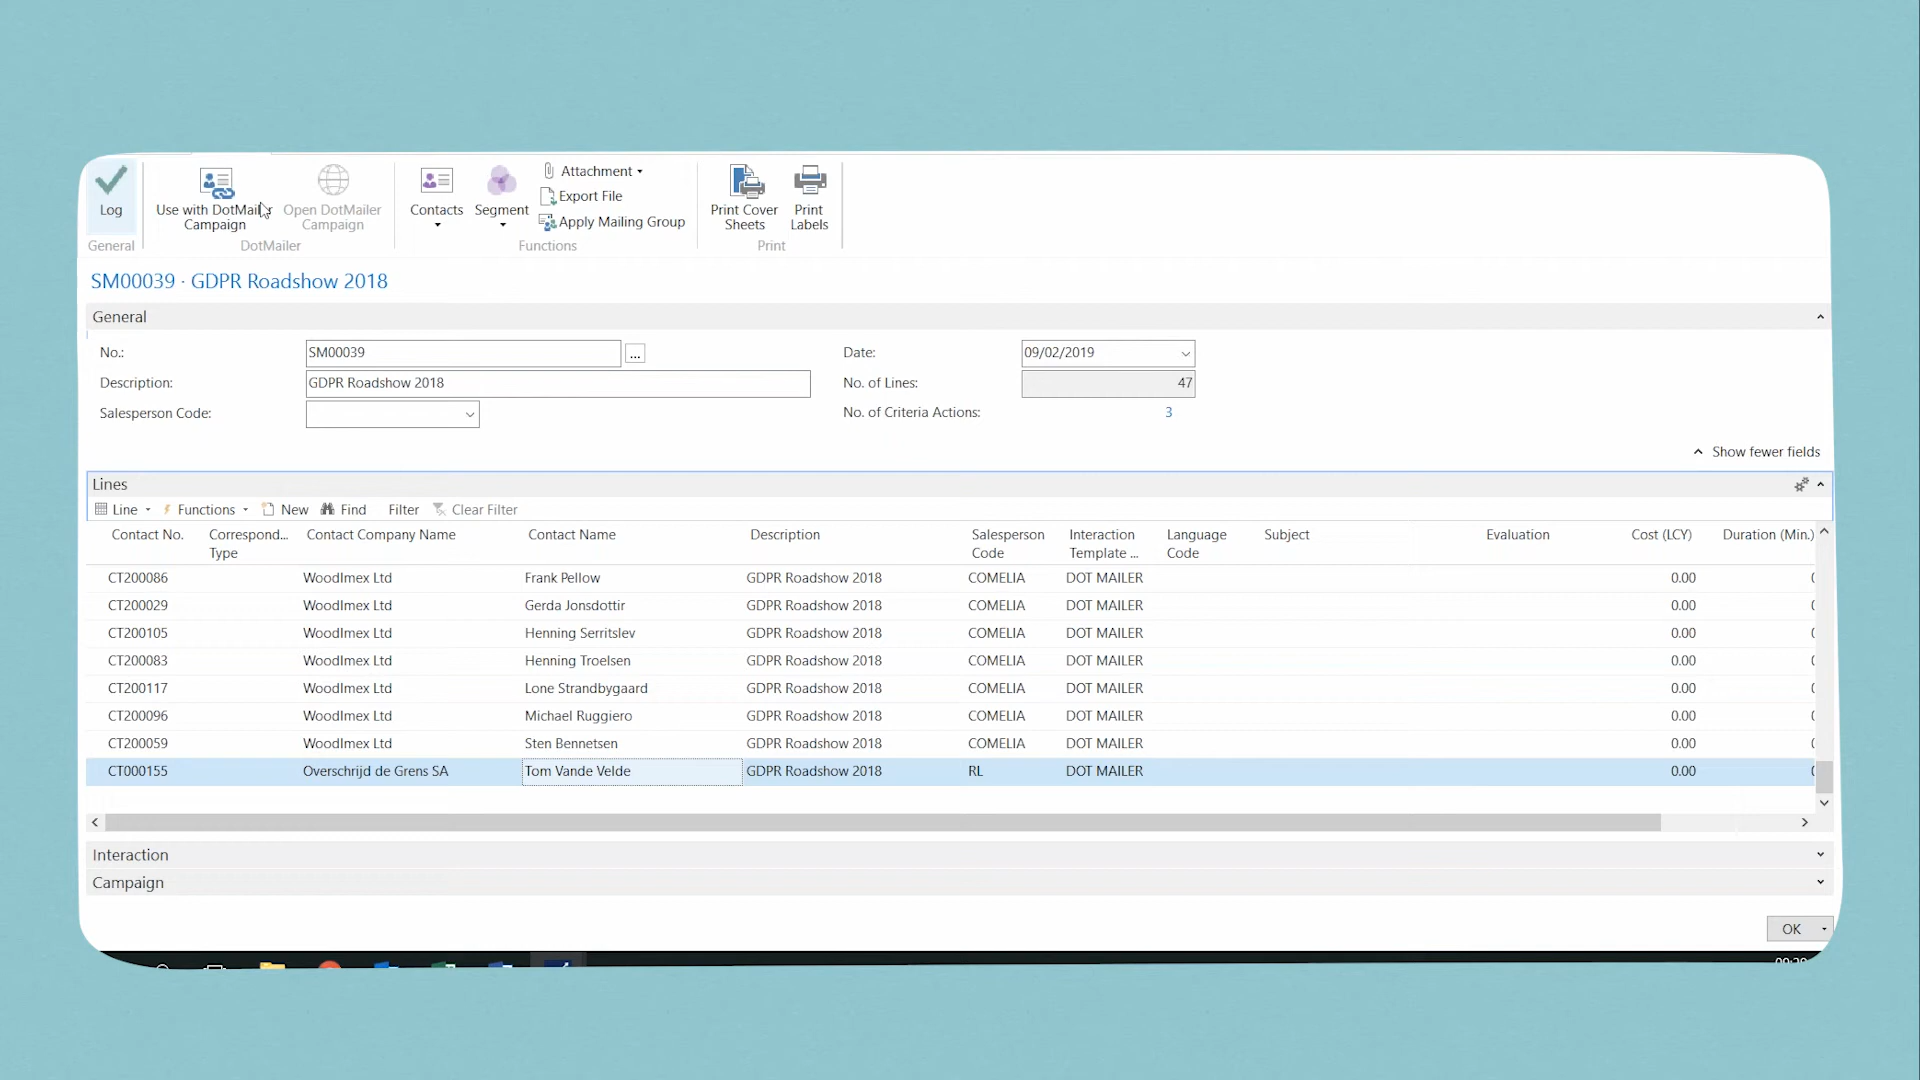 Log
Use with DotMailer Campaign
Open DotMailer Campaign
Contacts
Segment
Attachment
Export File
Apply Mailing Group
Print Cover Sheets
Print Labels
General
DotMailer
Functions
Print
SM00039 · GDPR Roadshow 2018
General
No.: SM00039 ...
Date: 09/02/2019
Description: GDPR Roadshow 2018
No. of Lines: 47
Salesperson Code:
No. of Criteria Actions: 3
Show fewer fields
Lines
Line Functions New Find Filter Clear Filter
Contact No. Correspond... Type Contact Company Name Contact Name Description Salesperson Code Interaction Template ... Language Code Subject Evaluation Cost (LCY) Duration (Min.)
CT200086 WoodImex Ltd Frank Pellow GDPR Roadshow 2018 COMELIA DOT MAILER 0.00
CT200029 WoodImex Ltd Gerda Jonsdottir GDPR Roadshow 2018 COMELIA DOT MAILER 0.00
CT200105 WoodImex Ltd Henning Serritslev GDPR Roadshow 2018 COMELIA DOT MAILER 0.00
CT200083 WoodImex Ltd Henning Troelsen GDPR Roadshow 2018 COMELIA DOT MAILER 0.00
CT200117 WoodImex Ltd Lone Strandbygaard GDPR Roadshow 2018 COMELIA DOT MAILER 0.00
CT200096 WoodImex Ltd Michael Ruggiero GDPR Roadshow 2018 COMELIA DOT MAILER 0.00
CT200059 WoodImex Ltd Sten Bennetsen GDPR Roadshow 2018 COMELIA DOT MAILER 0.00
CT000155 Overschrijd de Grens SA Tom Vande Velde GDPR Roadshow 2018 RL DOT MAILER 0.00
Interaction
Campaign
OK